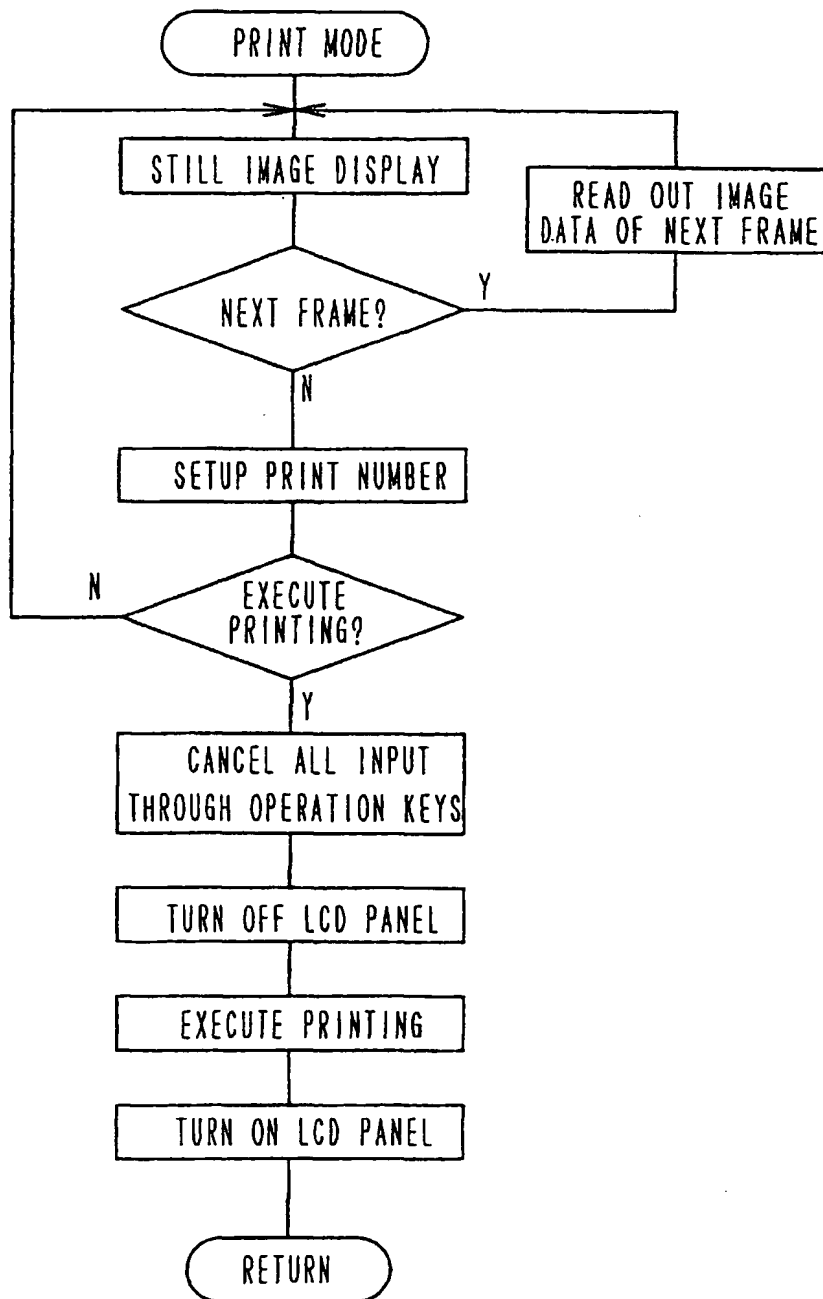 PRINT MODE
STILL IMAGE DISPLAY
READ OUT IMAGE
DATA OF NEXT FRAME
Y
NEXT FRAME?
N
SETUP PRINT NUMBER
N
EXECUTE
PRINTING?
Y
CANCEL ALL INPUT
THROUGH OPERATION KEYS
TURN OFF LCD PANEL
EXECUTE PRINTING
TURN ON LCD PANEL
RETURN